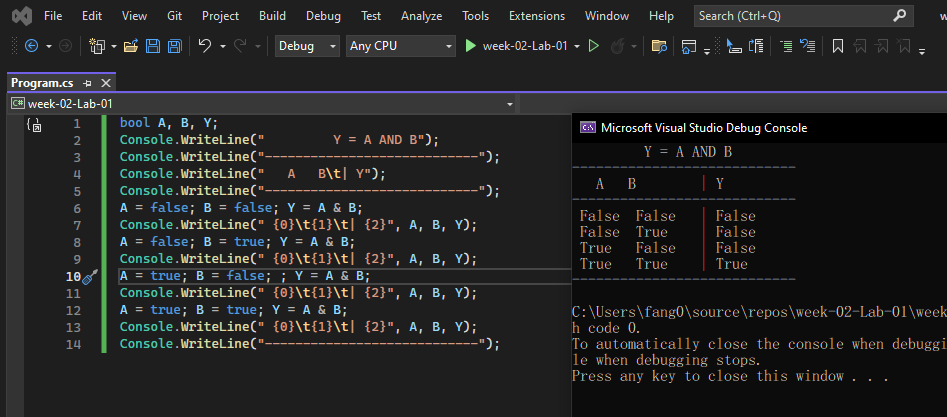 File Edit View Git Project Build Debug Test Analyze Tools Extensions Window Help Search (Ctrl+Q) w
Debug Any CPU week-02-Lab-01
Program.cs
C# week-02-Lab-01
1 bool A, B, Y;
2 Console.WriteLine("         Y = A AND B");
3 Console.WriteLine("----------------------------");
4 Console.WriteLine("   A   B\t| Y");
5 Console.WriteLine("----------------------------");
6 A = false; B = false; Y = A & B;
7 Console.WriteLine(" {0}\t{1}\t| {2}", A, B, Y);
8 A = false; B = true; Y = A & B;
9 Console.WriteLine(" {0}\t{1}\t| {2}", A, B, Y);
10 A = true; B = false; ; Y = A & B;
11 Console.WriteLine(" {0}\t{1}\t| {2}", A, B, Y);
12 A = true; B = true; Y = A & B;
13 Console.WriteLine(" {0}\t{1}\t| {2}", A, B, Y);
14 Console.WriteLine("----------------------------");
C:\ Microsoft Visual Studio Debug Console
Y = A AND B
----------------------------
A B | Y
----------------------------
False False | False
False True | False
True False | False
True True | True
----------------------------
C:\Users\fang0\source\repos\week-02-Lab-01\week
h code 0.
To automatically close the console when debuggi
le when debugging stops.
Press any key to close this window . . .